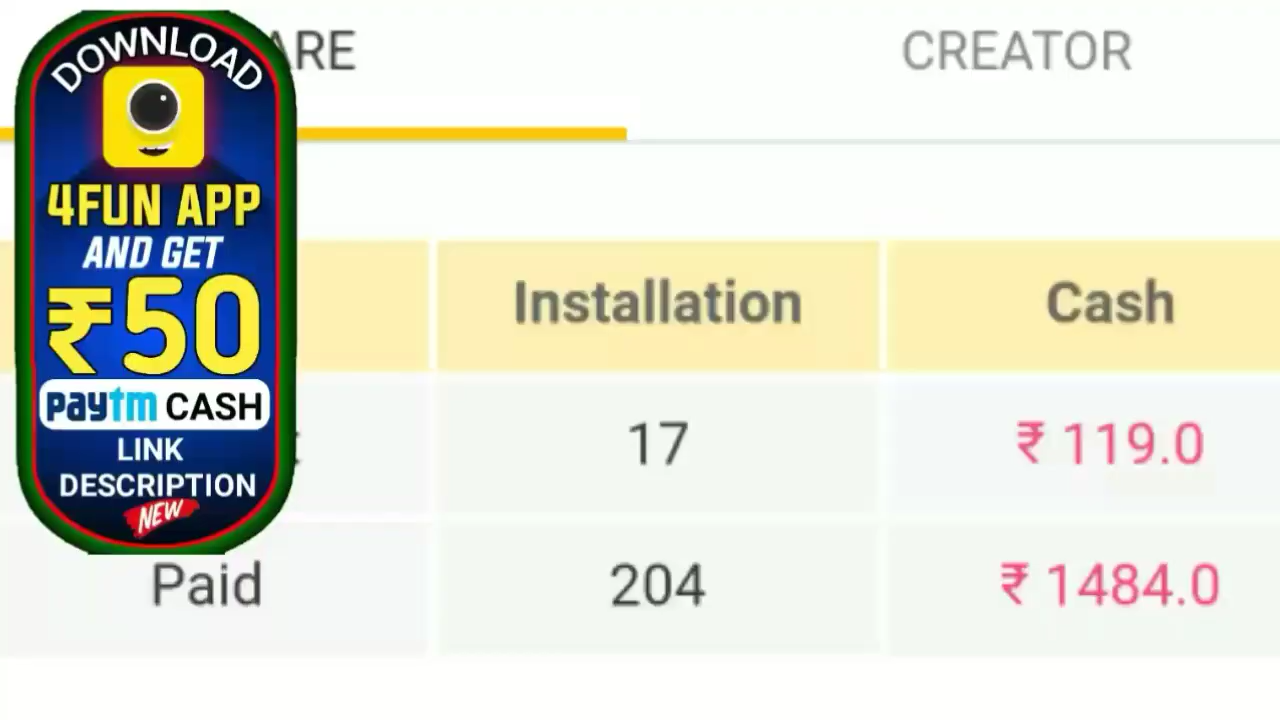 DOWNLOAD
4FUN APP
AND GET
₹50
paytm CASH
LINK
DESCRIPTION
NEW
CREATOR
Installation Cash
17 ₹ 119.0
Paid 204 ₹ 1484.0